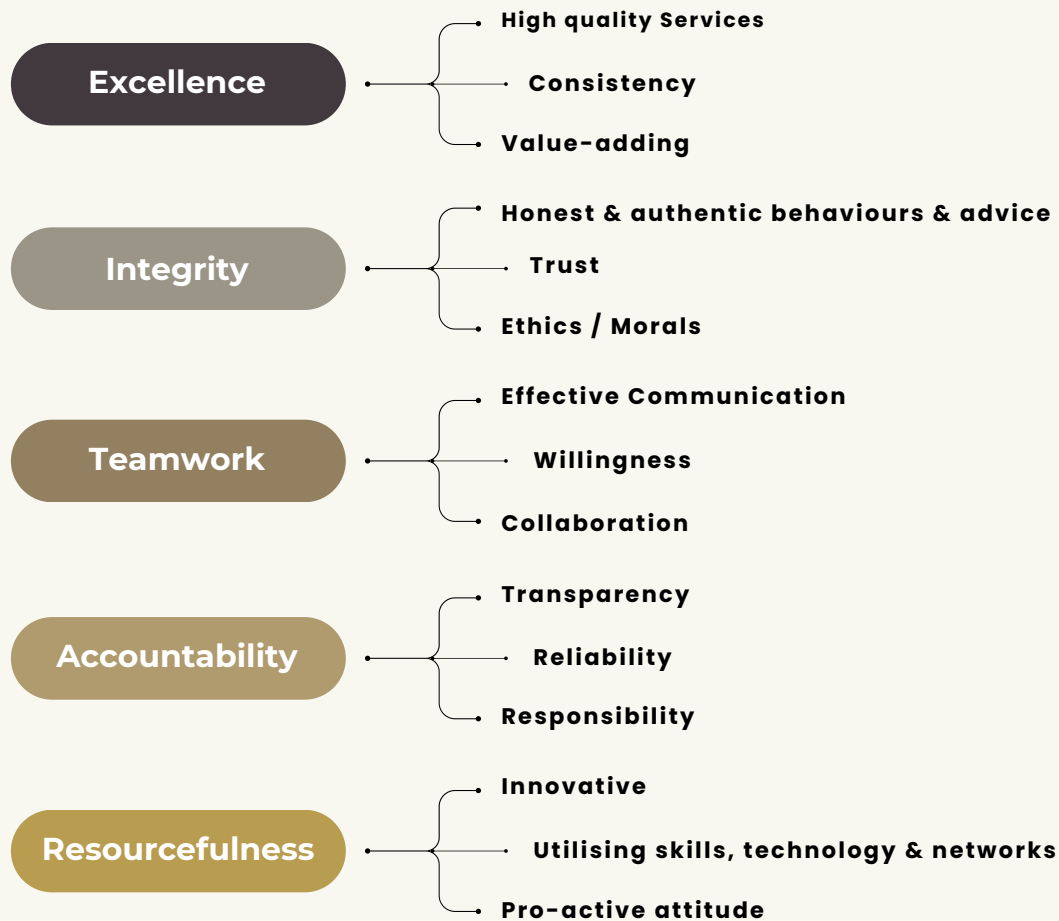 Excellence
High quality Services
Consistency
Value-adding
Integrity
Honest & authentic behaviours & advice
Trust
Ethics / Morals
Teamwork
Effective Communication
Willingness
Collaboration
Accountability
Transparency
Reliability
Responsibility
Resourcefulness
Innovative
Utilising skills, technology & networks
Pro-active attitude